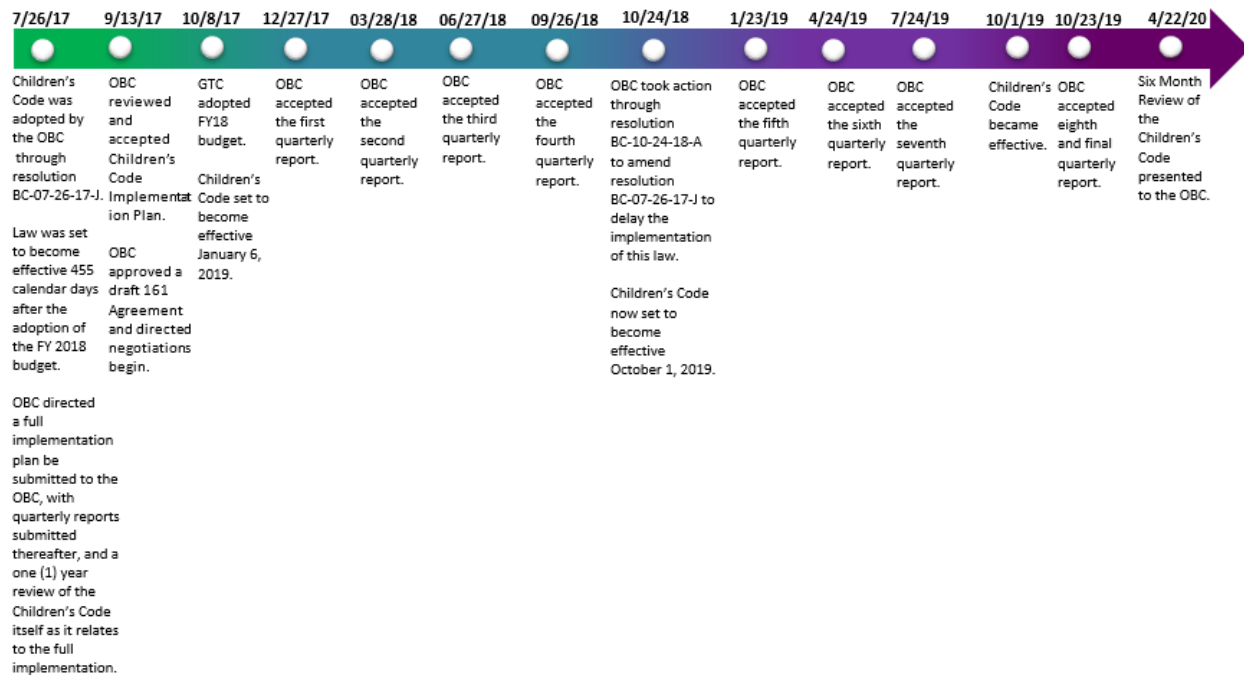 7/26/17
9/13/17
10/8/17
12/27/17
03/28/18
06/27/18
09/26/18
10/24/18
1/23/19
4/24/19
7/24/19
10/1/19
10/23/19
4/22/20
Children's
Code was
adopted by
the OBC
through
resolution
BC-07-26-17-J.
Law was set
to become
effective 455
calendar days
after the
adoption of
the FY 2018
budget.
OBC directed
a full
implementation
plan be
submitted to the
OBC, with
quarterly reports
submitted
thereafter, and a
one (1) year
review of the
Children's Code
itself as it relates
to the full
implementation.
OBC
reviewed
and
accepted
Children's
Code
Implementat
ion Plan.
OBC
approved a
draft 161
Agreement
and directed
negotiations
begin.
GTC
adopted
FY18
budget.
Children's
Code set to
become
effective
January 6,
2019.
OBC
accepted
the first
quarterly
report.
OBC
accepted
the
second
quarterly
report.
OBC
accepted
the third
quarterly
report.
OBC
accepted
the
fourth
quarterly
report.
OBC took action
through
resolution
BC-10-24-18-A
to amend
resolution
BC-07-26-17-J to
delay the
implementation
of this law.
Children's Code
now set to
become
effective
October 1, 2019.
OBC
accepted
the fifth
quarterly
report.
OBC
accepted
the sixth
quarterly
report.
OBC
accepted
the
seventh
quarterly
report.
Children's
Code
became
effective.
OBC
accepted
eighth
and final
quarterly
report.
Six Month
Review of
the
Children's
Code
presented
to the OBC.